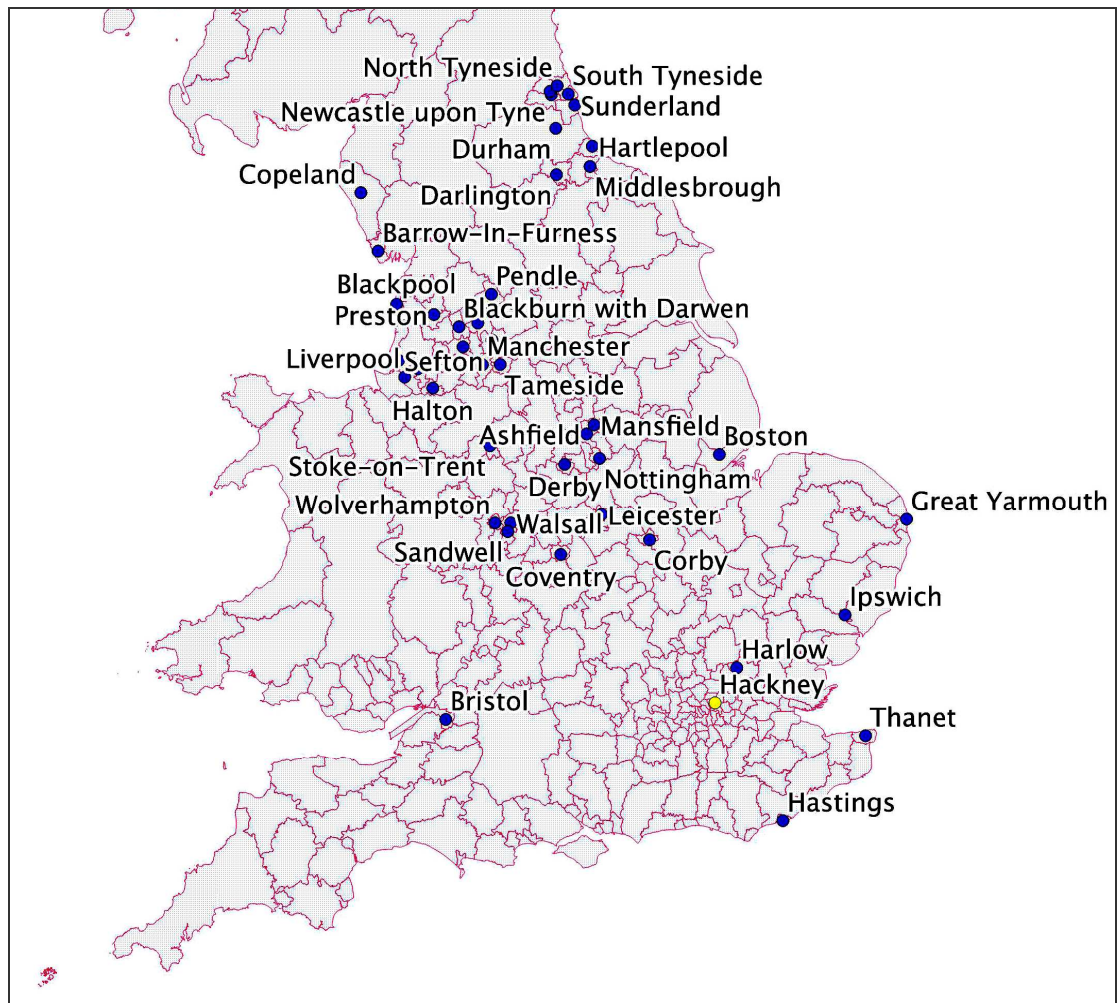 North Tyneside
South Tyneside
Sunderland
Newcastle upon Tyne
Durham
Hartlepool
Copeland
Darlington
Middlesbrough
Barrow-In-Furness
Pendle
Blackpool
Preston
Blackburn with Darwen
Manchester
Liverpool
Sefton
Tameside
Halton
Mansfield
Ashfield
Boston
Stoke-on-Trent
Derby
Nottingham
Wolverhampton
Great Yarmouth
Walsall
Leicester
Sandwell
Coventry
Corby
Ipswich
Harlow
Hackney
Bristol
Thanet
Hastings